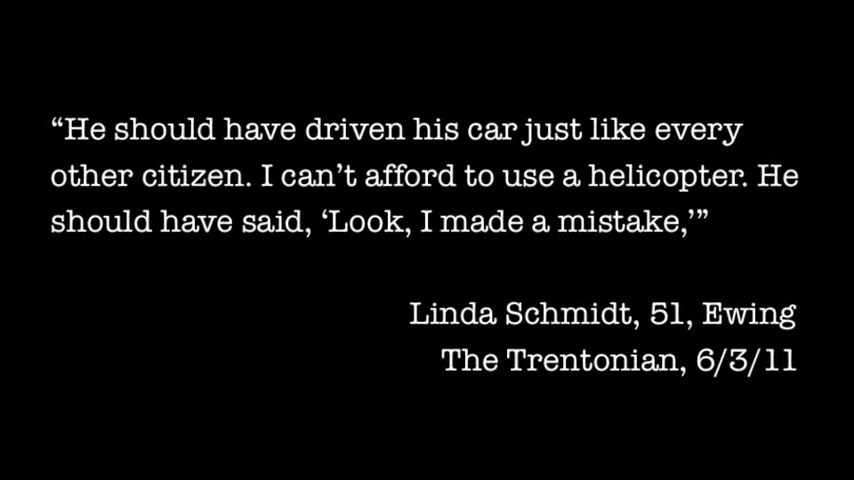 “He should have driven his car just like every
other citizen. I can’t afford to use a helicopter. He
should have said, ‘Look, I made a mistake,’”
Linda Schmidt, 51, Ewing
The Trentonian, 6/3/11